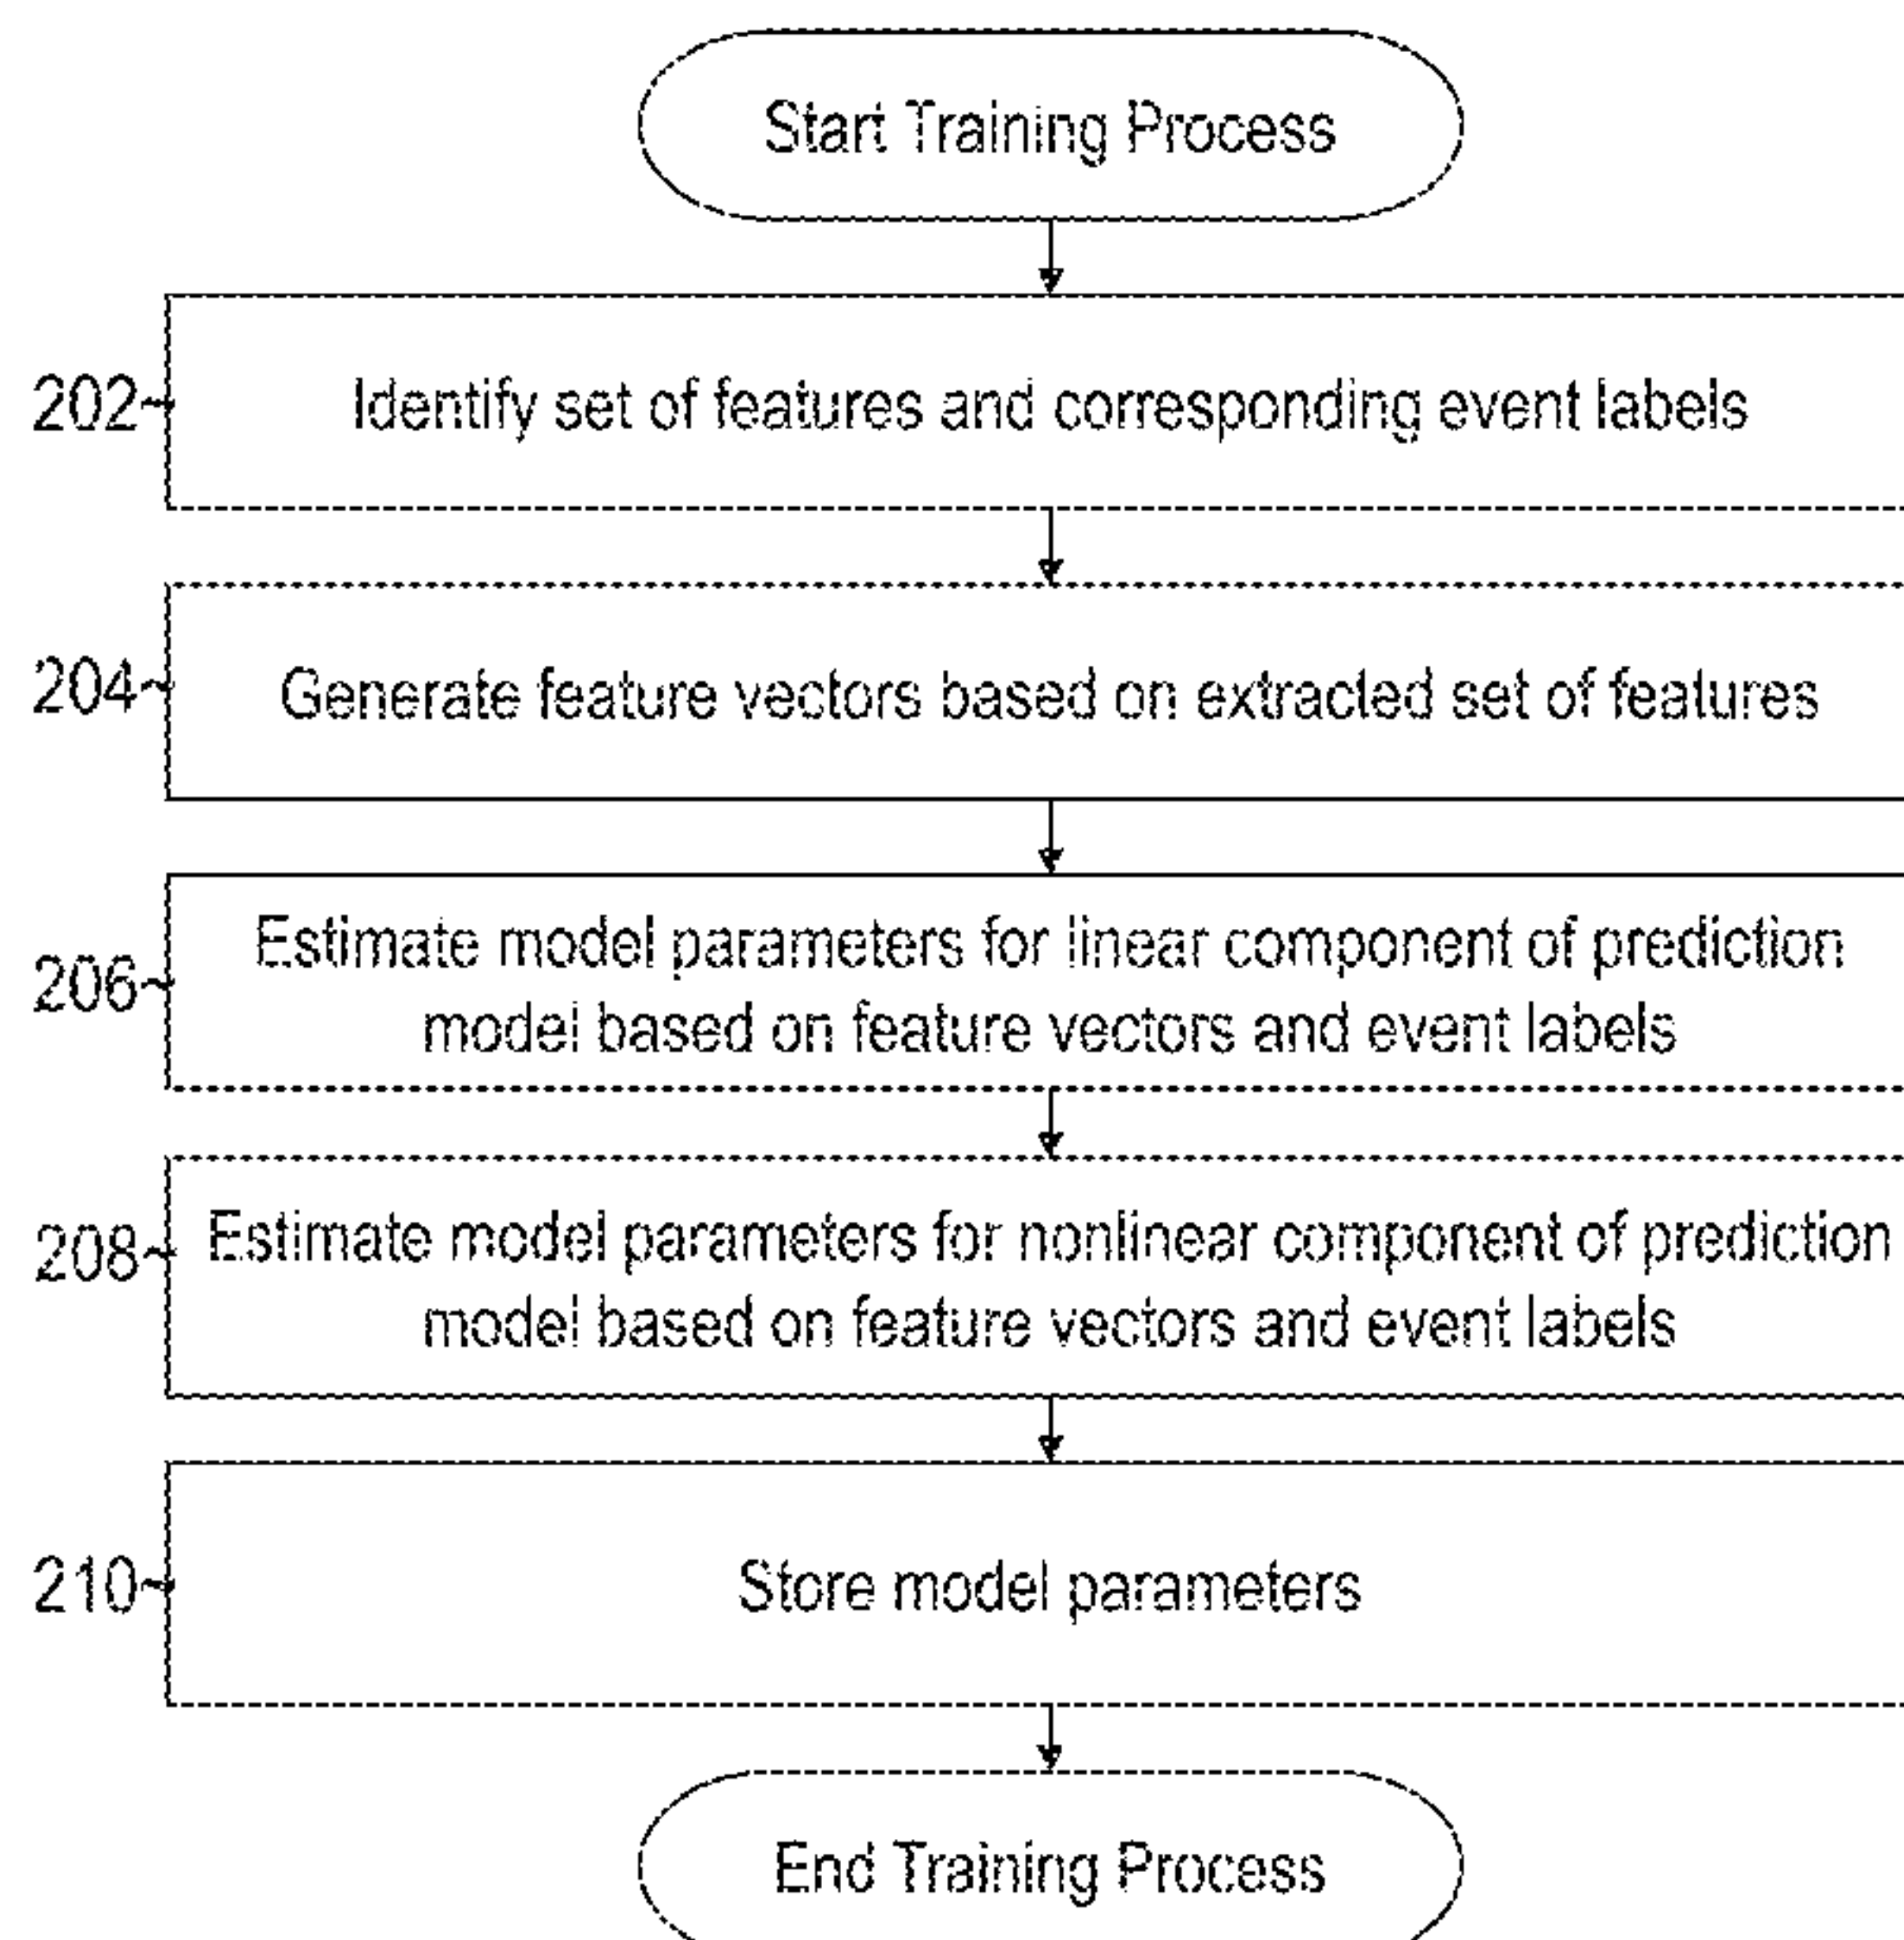 Start Training Process
202
Identify set of features and corresponding event labels
204
Generate feature vectors based on extracted set of features
206
Estimate model parameters for linear component of prediction
model based on feature vectors and event labels
208
Estimate model parameters for nonlinear component of prediction
model based on feature vectors and event labels
210
Store model parameters
End Training Process